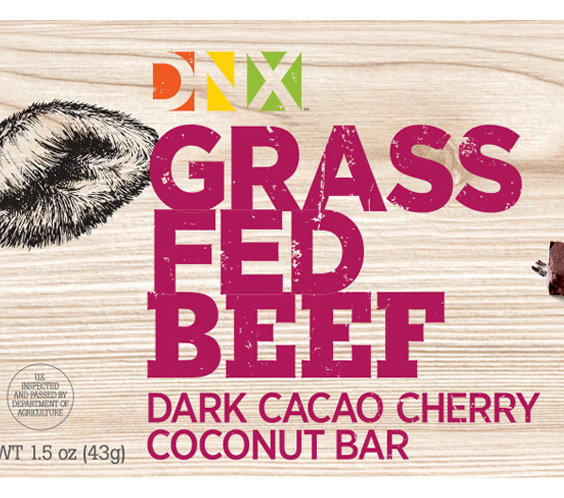 DNX
GRASS
FED
BEEF
DARK CACAO CHERRY
COCONUT BAR
U.S.
INSPECTED
AND PASSED BY
DEPARTMENT OF
AGRICULTURE
WT 1.5 oz (43g)